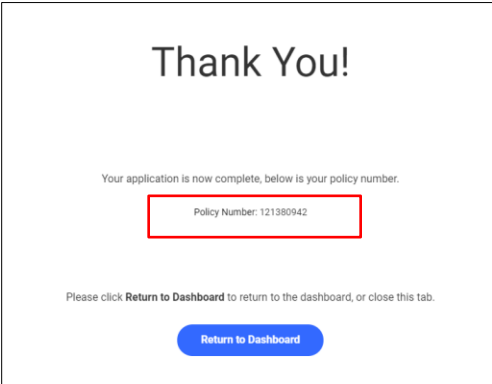 Thank You!
Your application is now complete, below is your policy number.
Policy Number: 121380942
Please click Return to Dashboard to return to the dashboard, or close this tab.
Return to Dashboard